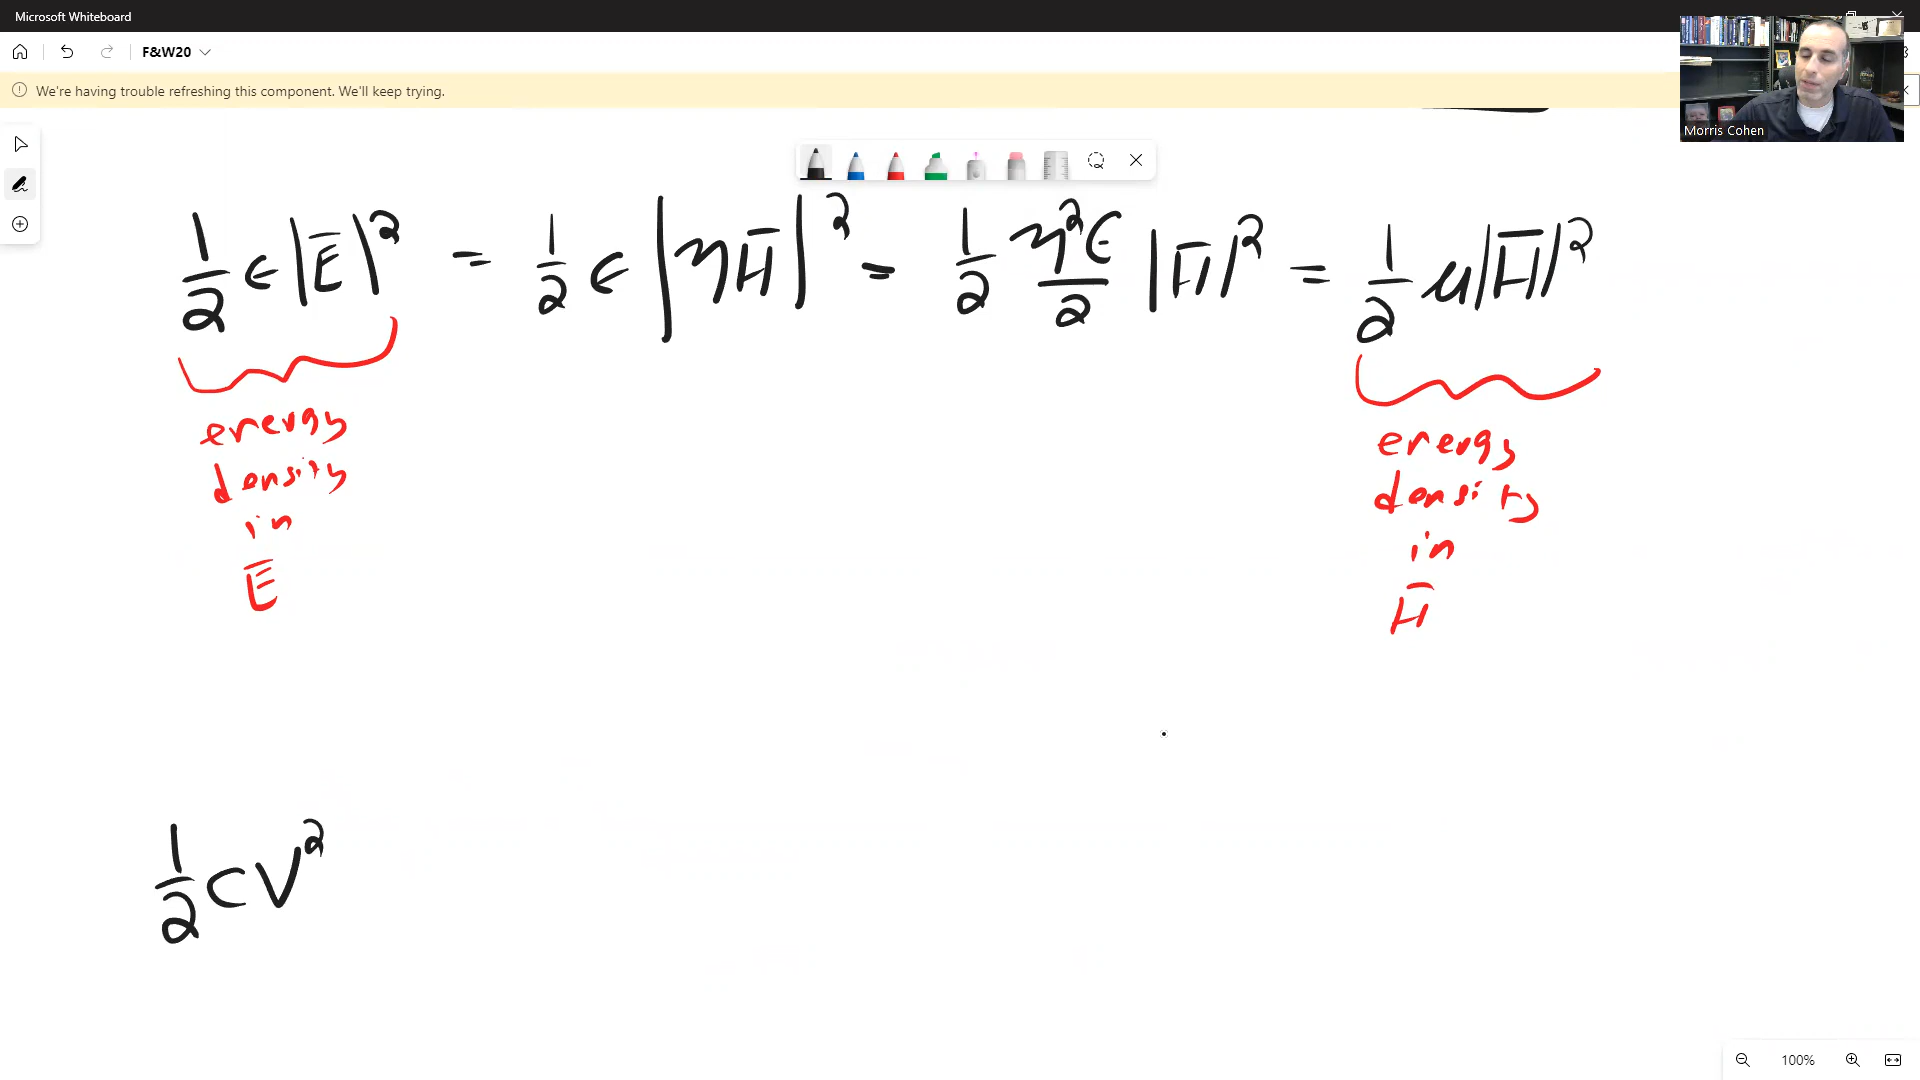 Microsoft Whiteboard
F&W20
We're having trouble refreshing this component. We'll keep trying.
Morris Cohen
1/2 ϵ|E̅|² = 1/2 ϵ|ηH̅|² = 1/2 η²ϵ/2 |H̅|² = 1/2 μ|H̅|²
energy
density
in
E̅
energy
density
in
H̅
1/2 CV²
100%